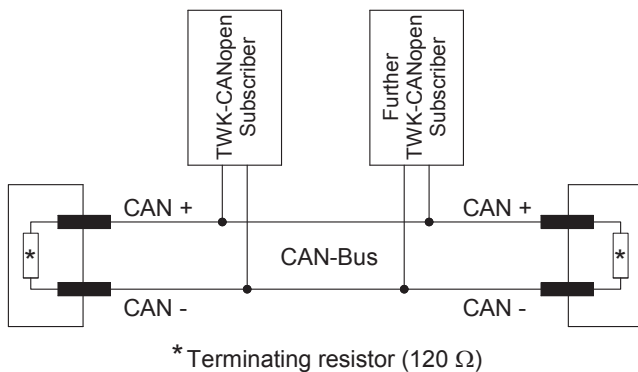 TWK-CANopen
Subscriber
Further
TWK-CANopen
Subscriber
CAN +
CAN +
*
CAN-Bus
*
CAN -
CAN -
* Terminating resistor (120 Ω)